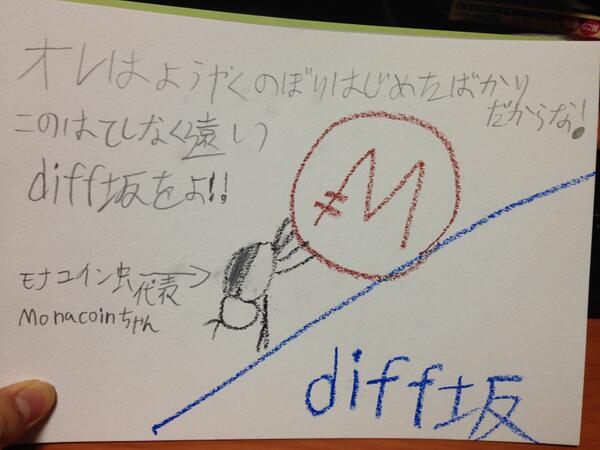 オレはようやくのぼりはじめたばかり
だからな!
このはてしなく遠い
diff坂をよ!!
M
モナコイン虫代表
Monacoinちゃん
diff坂